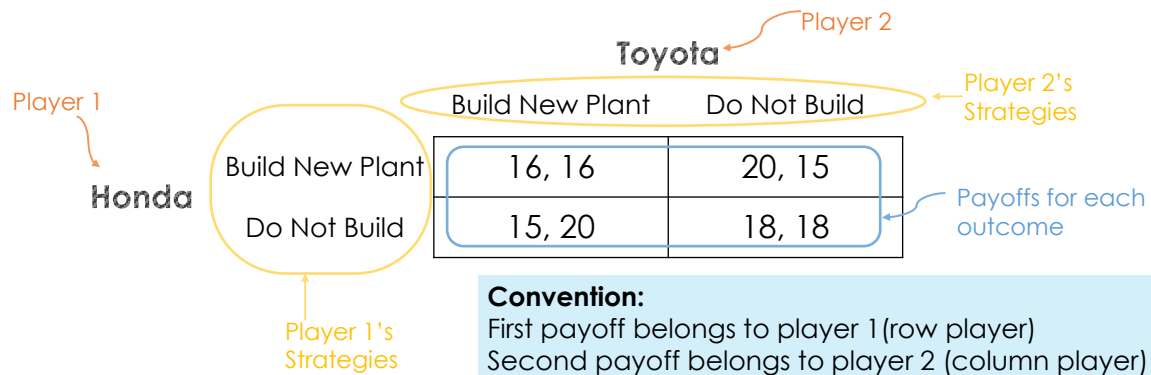 Player 2
Toyota
Player 1
Player 2's
Strategies
Build New Plant Do Not Build
Build New Plant 16, 16 20, 15
Honda
Payoffs for each
outcome
Do Not Build 15, 20 18, 18
Player 1's
Strategies
Convention:
First payoff belongs to player 1(row player)
Second payoff belongs to player 2 (column player)